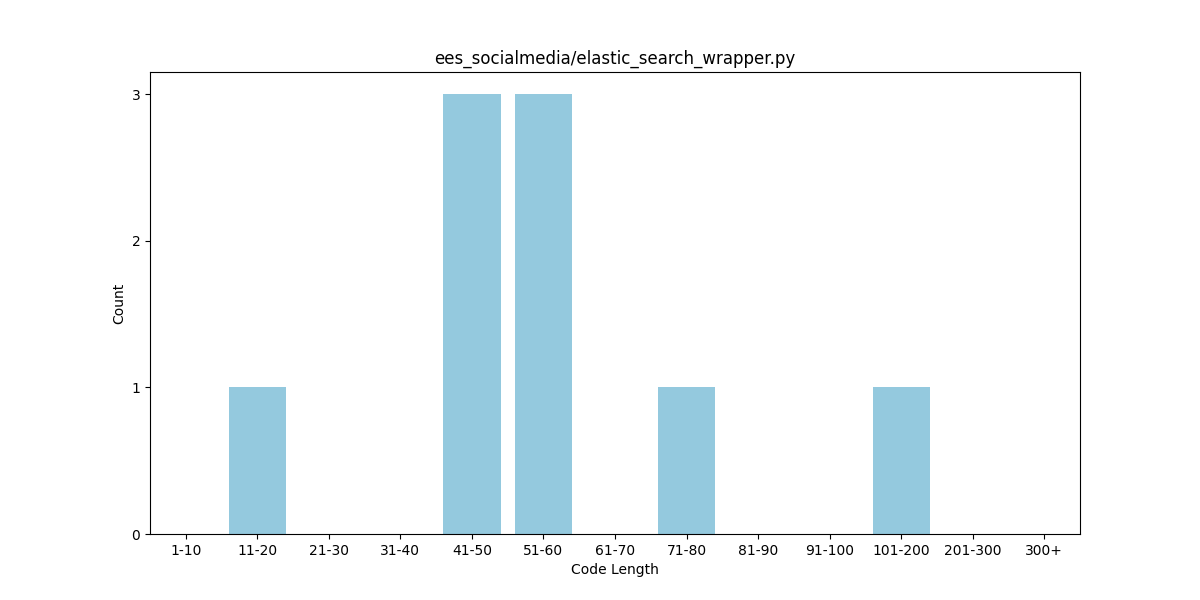 ees_socialmedia/elastic_search_wrapper.py
3
2
1
0
Count
1-10 11-20 21-30 31-40 41-50 51-60 61-70 71-80 81-90 91-100 101-200 201-300 300+
Code Length